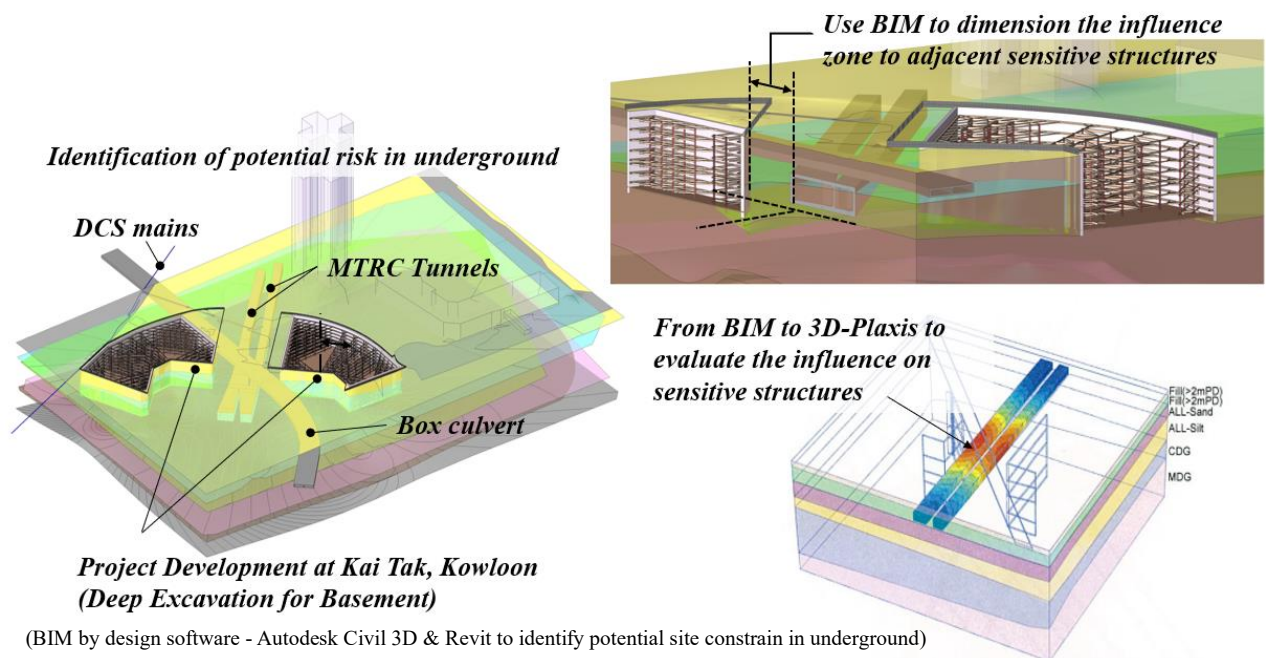 Use BIM to dimension the influence
zone to adjacent sensitive structures
Identification of potential risk in underground
DCS mains
MTRC Tunnels
Box culvert
Project Development at Kai Tak, Kowloon
(Deep Excavation for Basement)
From BIM to 3D-Plaxis to
evaluate the influence on
sensitive structures
Fill(>2mPD)
Fill(>2mPD)
ALL-Sand
ALL-Silt
CDG
MDG
(BIM by design software - Autodesk Civil 3D & Revit to identify potential site constrain in underground)